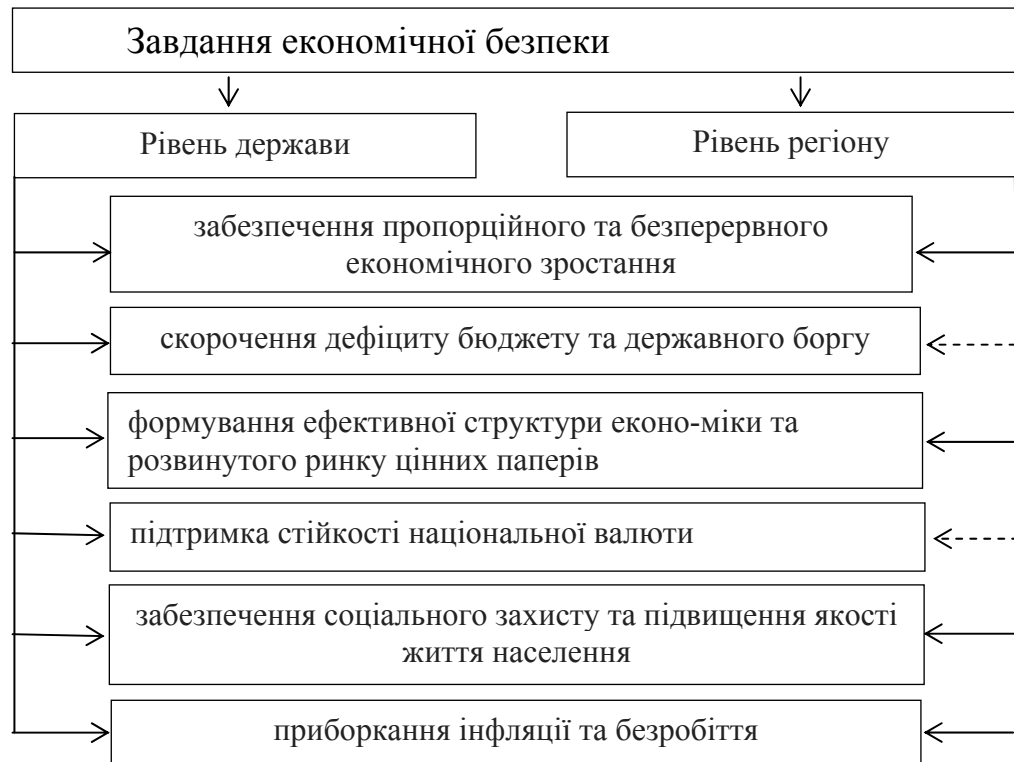 Завдання економічної безпеки
Рівень держави
Рівень регіону
забезпечення пропорційного та безперервного
економічного зростання
скорочення дефіциту бюджету та державного боргу
формування ефективної структури еконо-міки та
розвинутого ринку цінних паперів
підтримка стійкості національної валюти
забезпечення соціального захисту та підвищення якості
життя населення
приборкання інфляції та безробіття